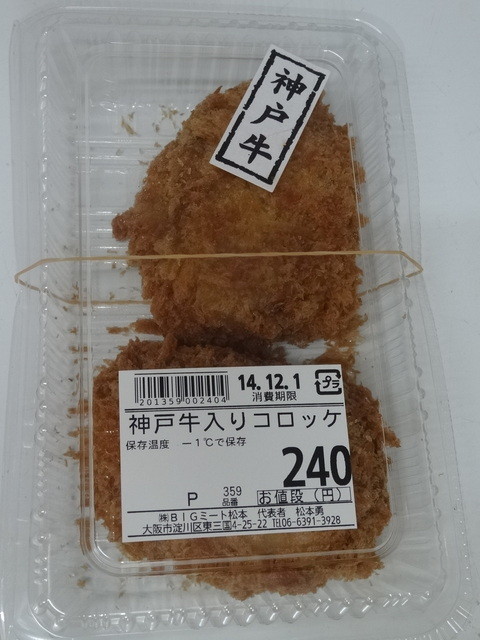 神戸牛
201359002404
14.12.1
消費期限
プラ
神戸牛入りコロッケ
保存温度 －1℃で保存
240
P
359
品番
お値段(円)
㈱BIGミート松本 代表者 松本勇
大阪市淀川区東三国4-25-22 TEL06-6391-3928